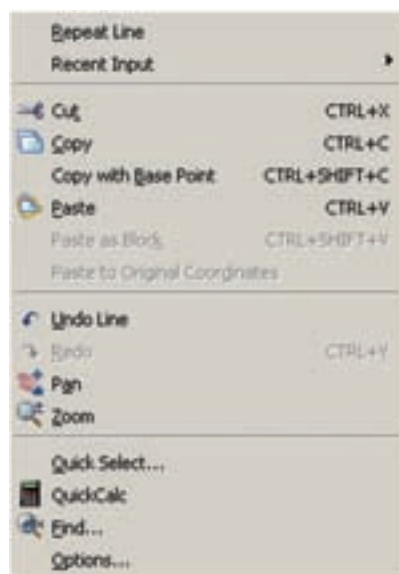 Repeat Line
Recent Input
Cut CTRL+X
Copy CTRL+C
Copy with Base Point CTRL+SHIFT+C
Paste CTRL+V
Paste as Block CTRL+SHIFT+V
Paste to Original Coordinates
Undo Line
Redo CTRL+Y
Pan
Zoom
Quick Select...
QuickCalc
Find...
Options...